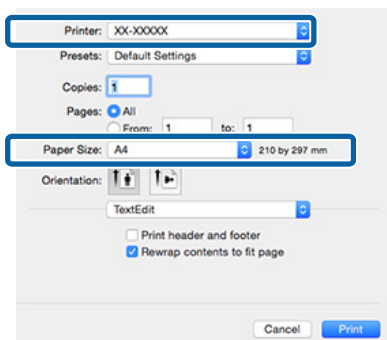 Printer: XX-XXXXX
Presets: Default Settings
Copies: 1
Pages: All
From: 1 to: 1
Paper Size: A4 210 by 297 mm
Orientation:
TextEdit
Print header and footer
Rewrap contents to fit page
Cancel Print